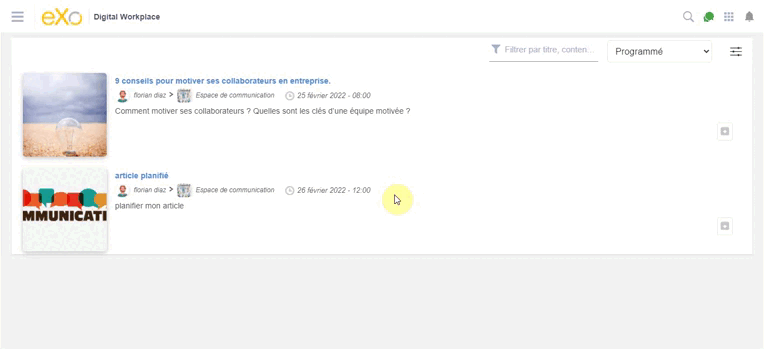 eXo Digital Workplace
Filtrer par titre, conten... Programmé
9 conseils pour motiver ses collaborateurs en entreprise.
florian diaz > Espace de communication 25 février 2022 - 08:00
Comment motiver ses collaborateurs ? Quelles sont les clés d'une équipe motivée ?
article planifié
florian diaz > Espace de communication 26 février 2022 - 12:00
MMUNICATI
planifier mon article